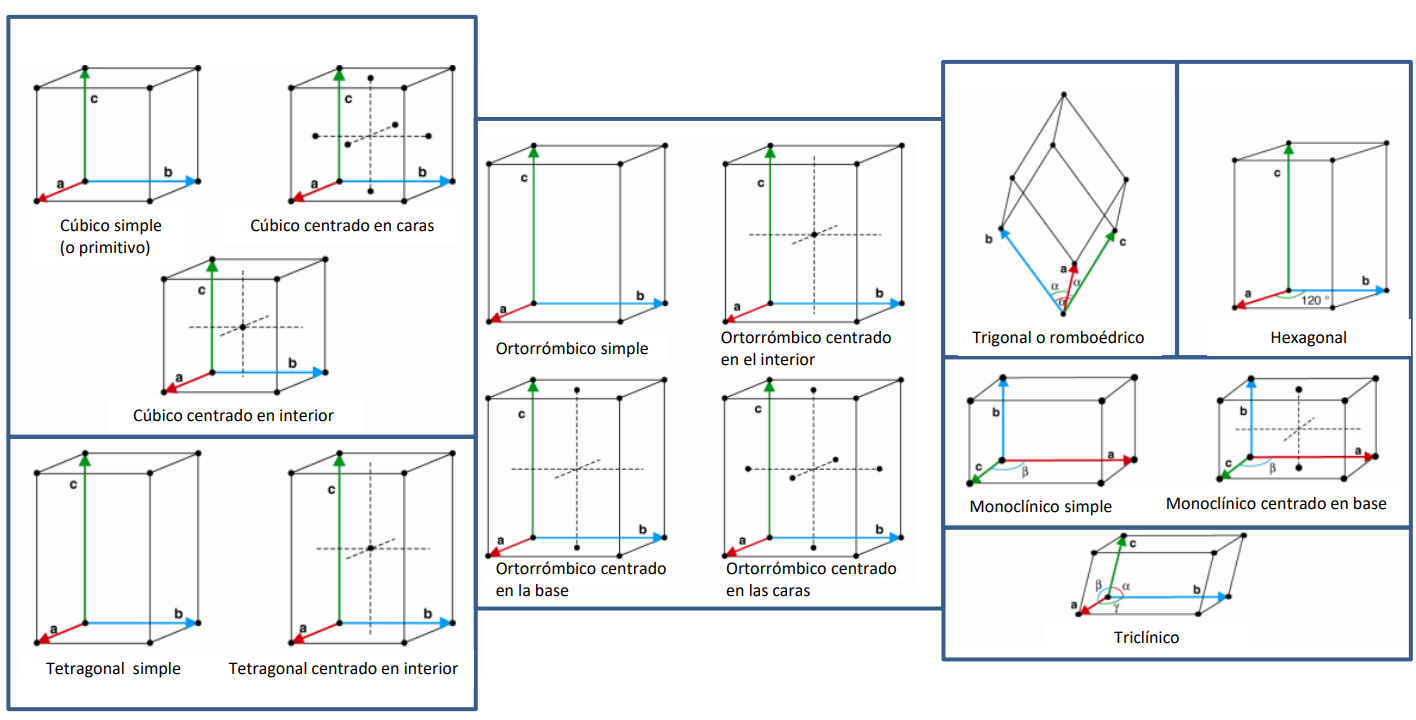 c
a
b
Cúbico simple
(o primitivo)
c
a
b
Cúbico centrado en caras
c
a
b
Cúbico centrado en interior
c
a
b
Tetragonal simple
c
a
b
Tetragonal centrado en interior
c
a
b
Ortorrómbico simple
c
a
b
Ortorrómbico centrado
en el interior
c
a
b
Ortorrómbico centrado
en la base
c
a
b
Ortorrómbico centrado
en las caras
b
c
a
α
α
α
Trigonal o romboédrico
c
a
b
120 °
Hexagonal
b
a
c
β
Monoclínico simple
b
a
c
β
Monoclínico centrado en base
c
β
α
b
a
γ
Triclínico